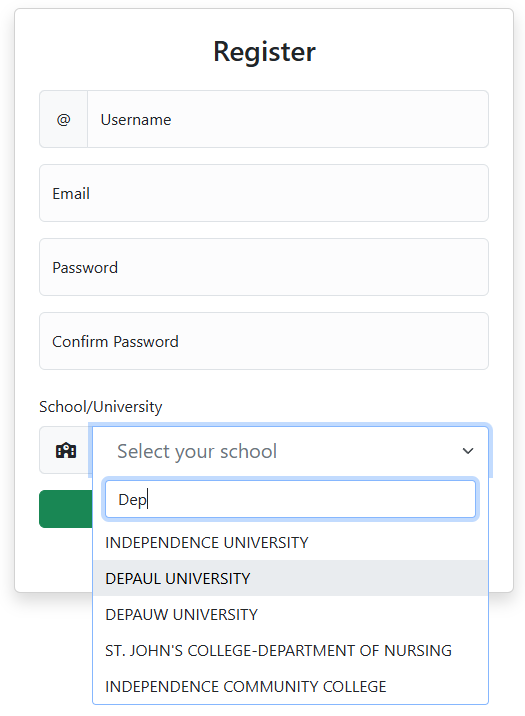 Register
@ Username
Email
Password
Confirm Password
School/University
Select your school
Dep
INDEPENDENCE UNIVERSITY
DEPAUL UNIVERSITY
DEPAUW UNIVERSITY
ST. JOHN'S COLLEGE-DEPARTMENT OF NURSING
INDEPENDENCE COMMUNITY COLLEGE